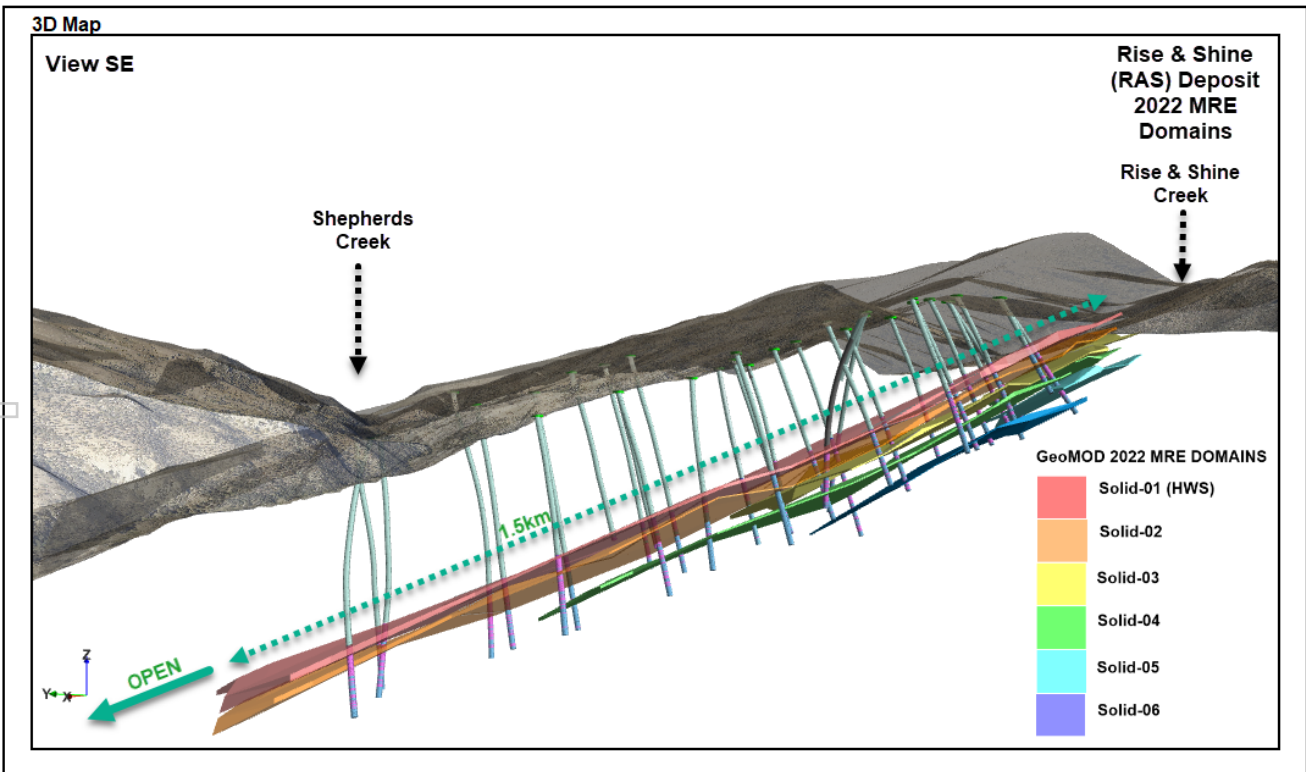 3D Map
View SE
Rise & Shine
(RAS) Deposit
2022 MRE
Domains
Rise & Shine
Creek
Shepherds
Creek
1.5km
OPEN
Z
Y
X
GeoMOD 2022 MRE DOMAINS
Solid-01 (HWS)
Solid-02
Solid-03
Solid-04
Solid-05
Solid-06